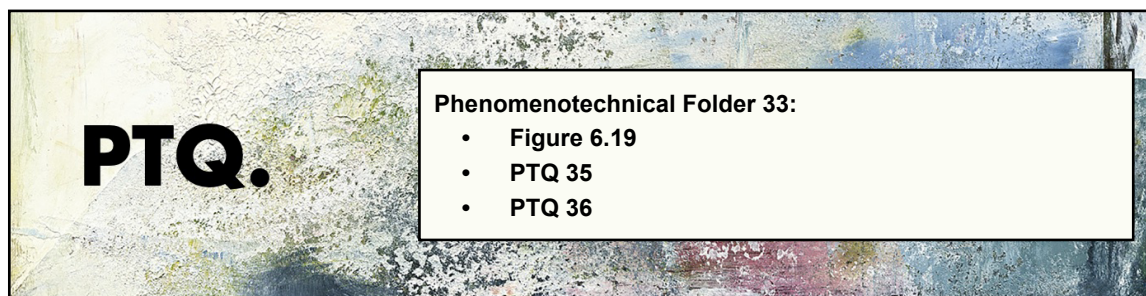 PTQ.
Phenomenotechnical Folder 33:
• Figure 6.19
• PTQ 35
• PTQ 36